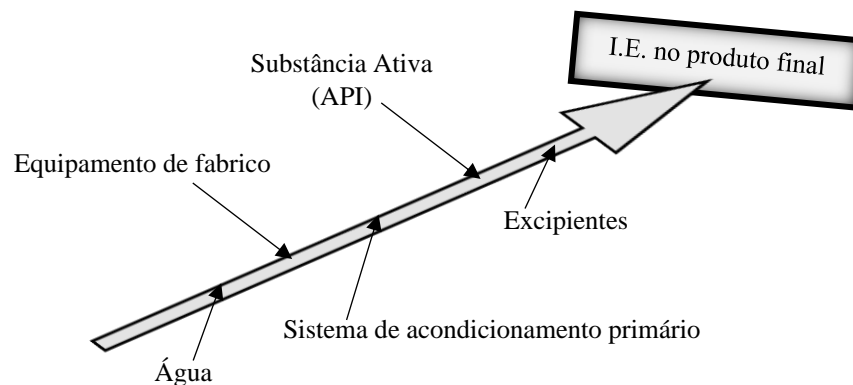 I.E. no produto final
Substância Ativa
(API)
Equipamento de fabrico
Excipientes
Sistema de acondicionamento primário
Água